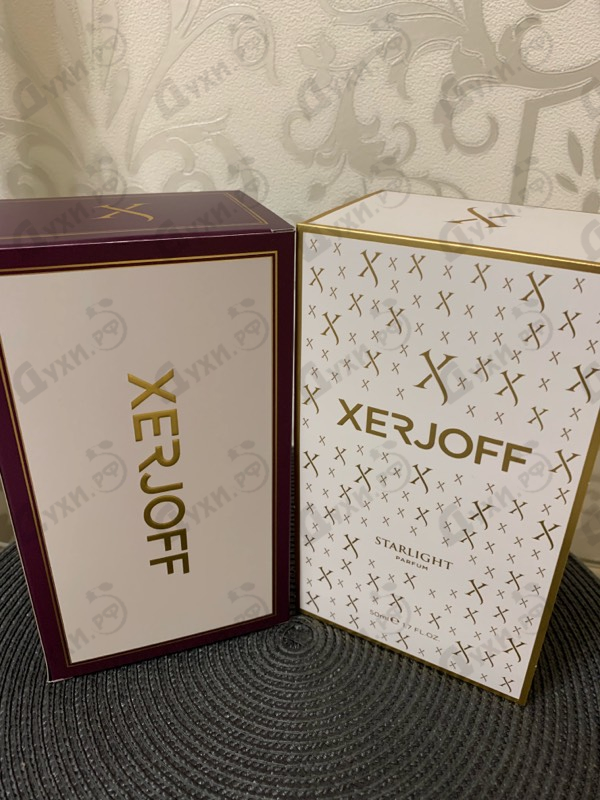 XERJOFF
XERJOFF
STARLIGHT
PARFUM
50ml ℮ 1.7 FL.OZ
Духи.рф